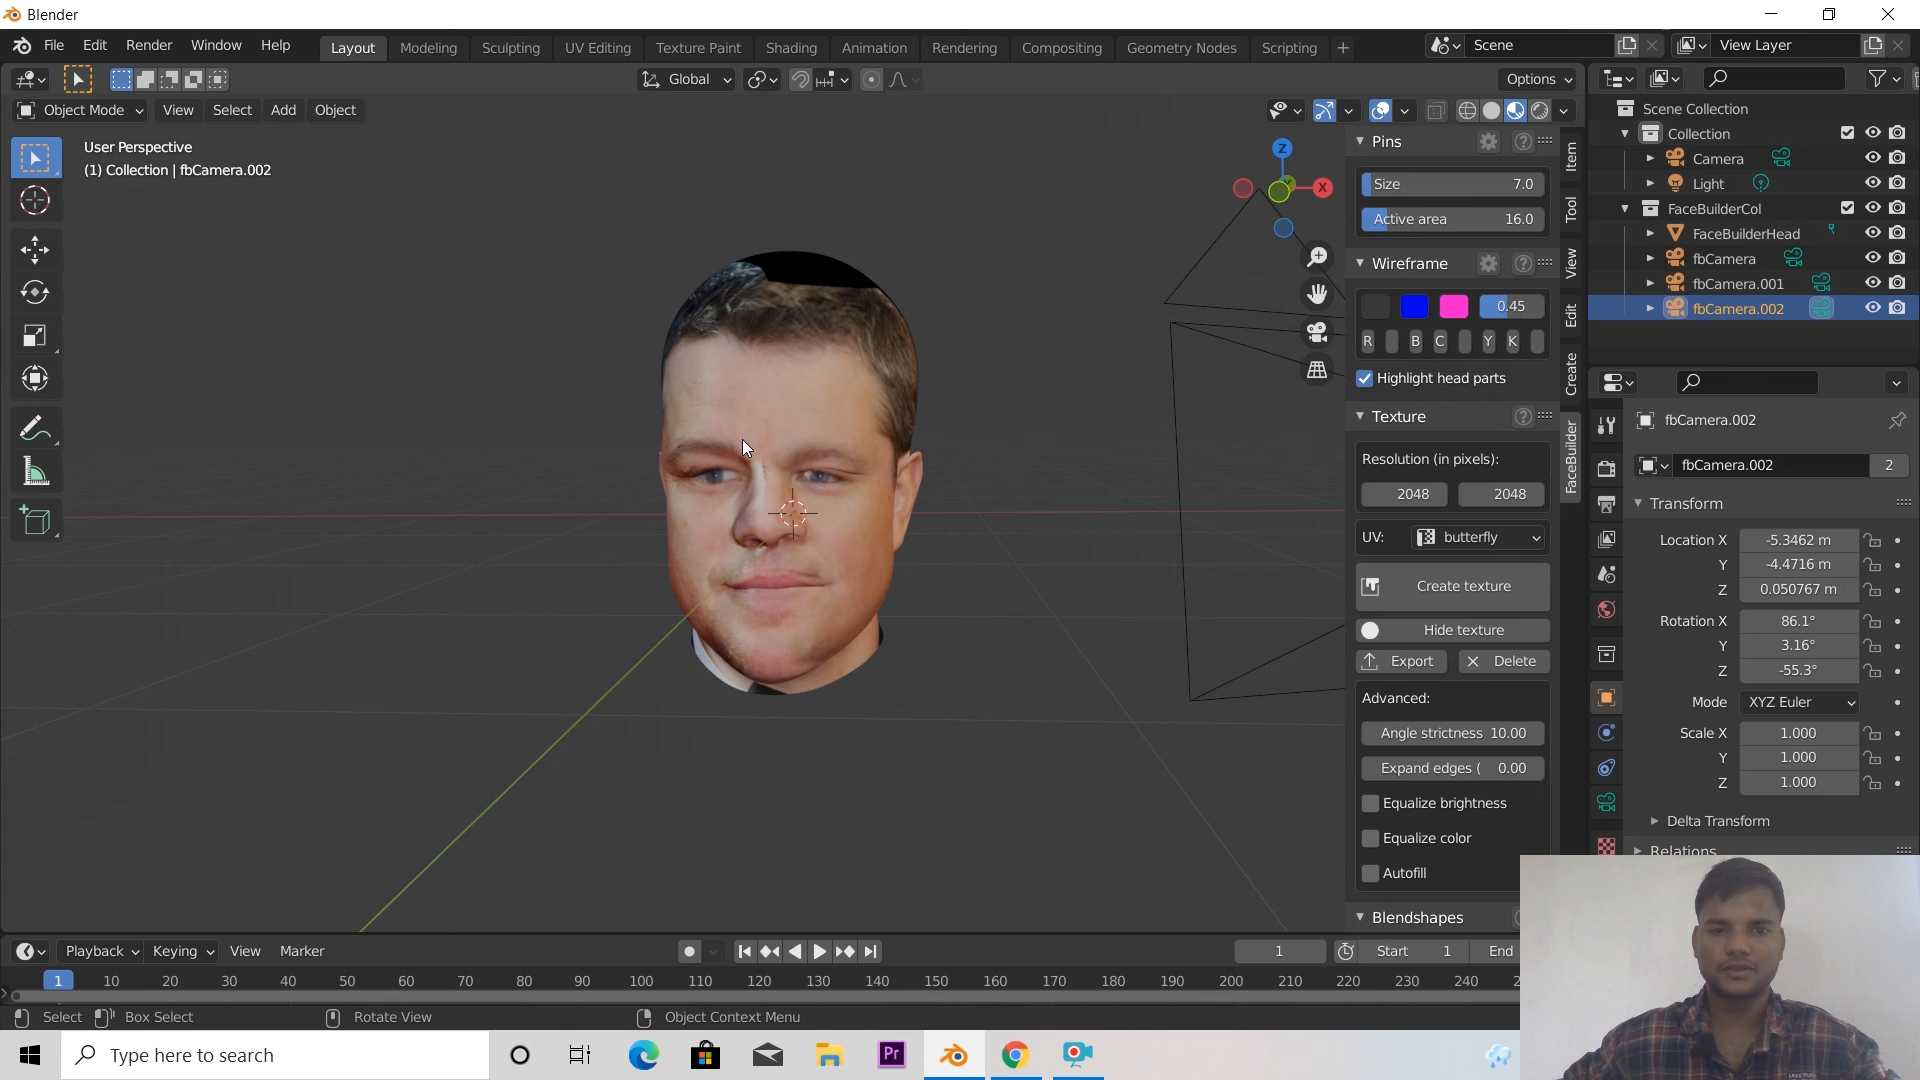 Blender
File Edit Render Window Help Layout Modeling Sculpting UV Editing Texture Paint Shading Animation Rendering Compositing Geometry Nodes Scripting + Scene View Layer
Global Options
Object Mode View Select Add Object
User Perspective
(1) Collection | fbCamera.002
Z
X
Pins
Size 7.0
Active area 16.0
Wireframe
0.45
R B C Y K
Highlight head parts
Texture
Resolution (in pixels):
2048 2048
UV: butterfly
Create texture
Hide texture
Export Delete
Advanced:
Angle strictness 10.00
Expand edges ( 0.00
Equalize brightness
Equalize color
Autofill
Blendshapes
Item
Tool
View
Edit
Create
FaceBuilder
Scene Collection
Collection
Camera
Light
FaceBuilderCol
FaceBuilderHead
fbCamera
fbCamera.001
fbCamera.002
fbCamera.002
fbCamera.002 2
Transform
Location X -5.3462 m
Y -4.4716 m
Z 0.050767 m
Rotation X 86.1°
Y 3.16°
Z -55.3°
Mode XYZ Euler
Scale X 1.000
Y 1.000
Z 1.000
Delta Transform
Relations
Playback Keying View Marker 1 Start 1 End
1 10 20 30 40 50 60 70 80 90 100 110 120 130 140 150 160 170 180 190 200 210 220 230 240
Select Box Select Rotate View Object Context Menu
Type here to search
Pr